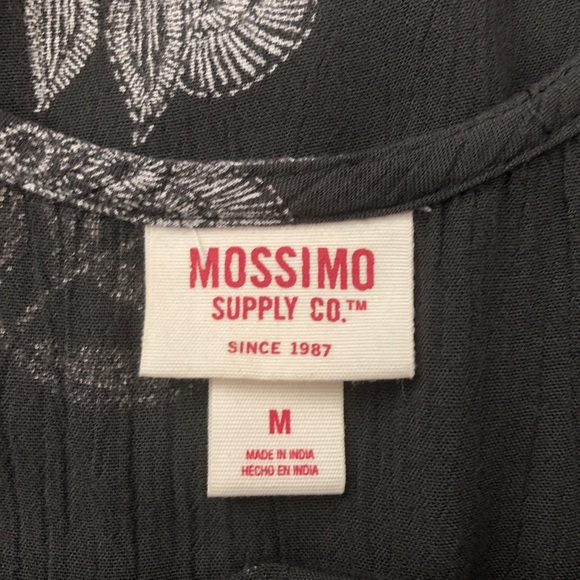 MOSSIMO
SUPPLY CO.™
SINCE 1987
M
MADE IN INDIA
HECHO EN INDIA